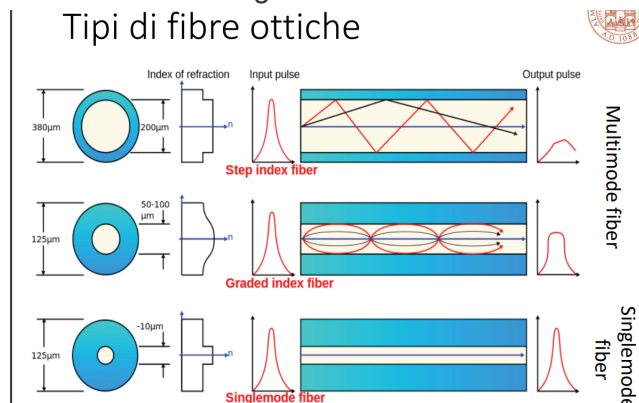 Tipi di fibre ottiche
A.D. 1088
Index of refraction
Input pulse
Output pulse
380μm
200μm
n
Step index fiber
Multimode fiber
50-100
μm
125μm
n
Graded index fiber
-10μm
125μm
n
Singlemode fiber
Singlemode
fiber